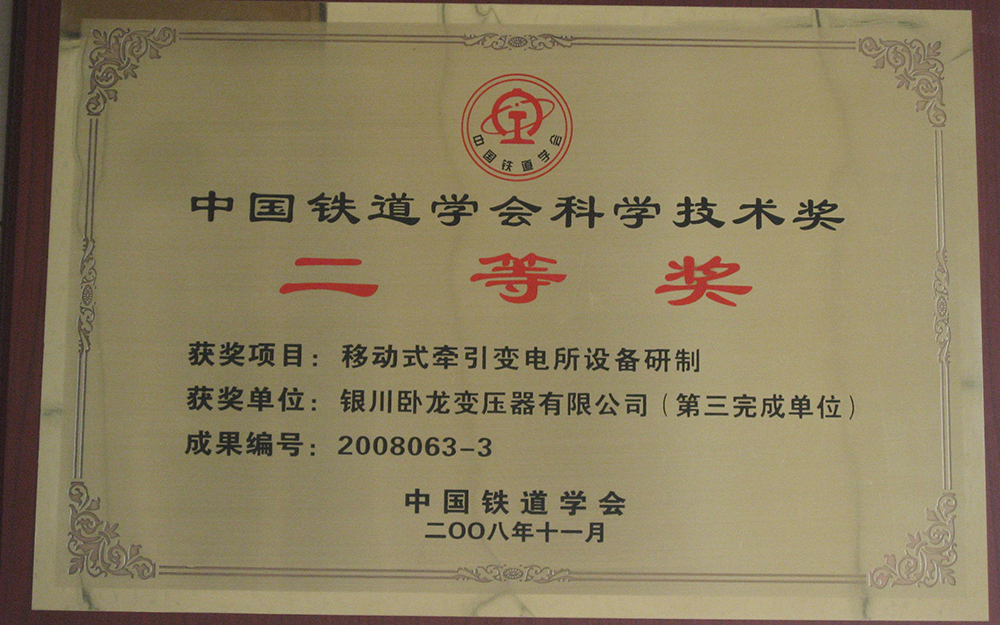 中国铁道学会
中国铁道学会科学技术奖
二等奖
获奖项目：移动式牵引变电所设备研制
获奖单位：银川卧龙变压器有限公司（第三完成单位）
成果编号：2008063-3
中国铁道学会
二〇〇八年十一月